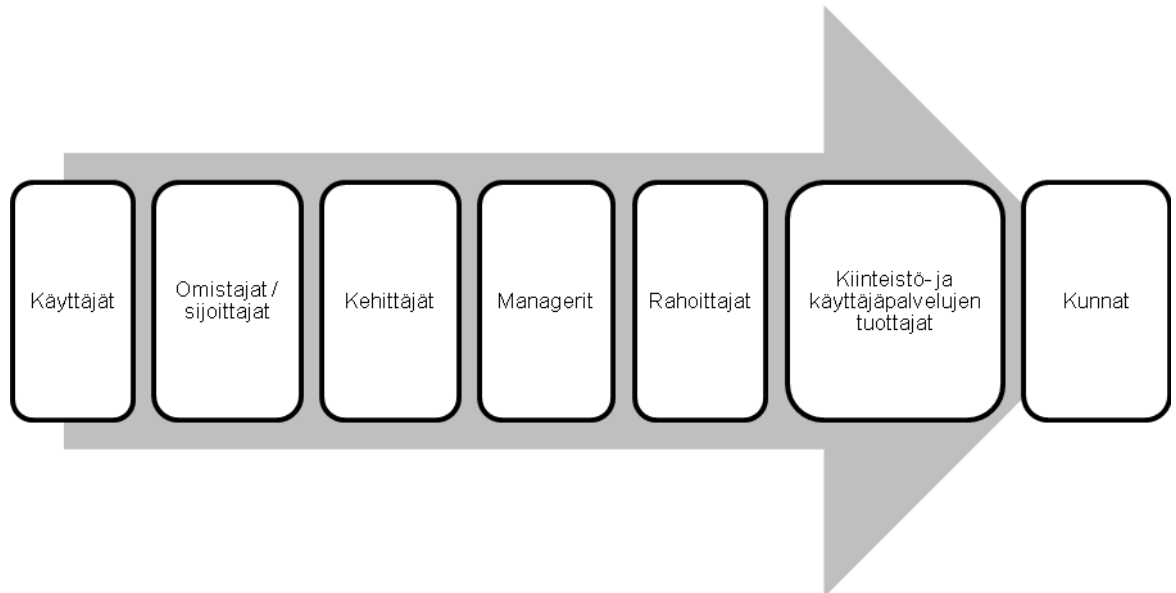 Käyttäjät
Omistajat /
sijoittajat
Kehittäjät
Managerit
Rahoittajat
Kiinteistö- ja
käyttäjäpalvelujen
tuottajat
Kunnat